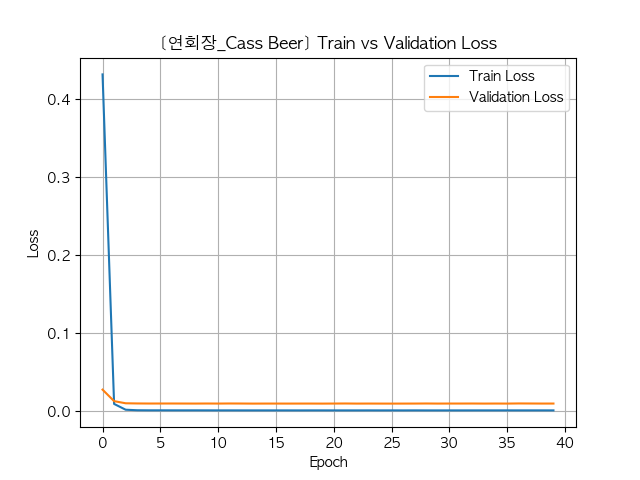 [연회장_Cass Beer] Train vs Validation Loss
Train Loss
Validation Loss
Loss
0.4
0.3
0.2
0.1
0.0
0 5 10 15 20 25 30 35 40
Epoch